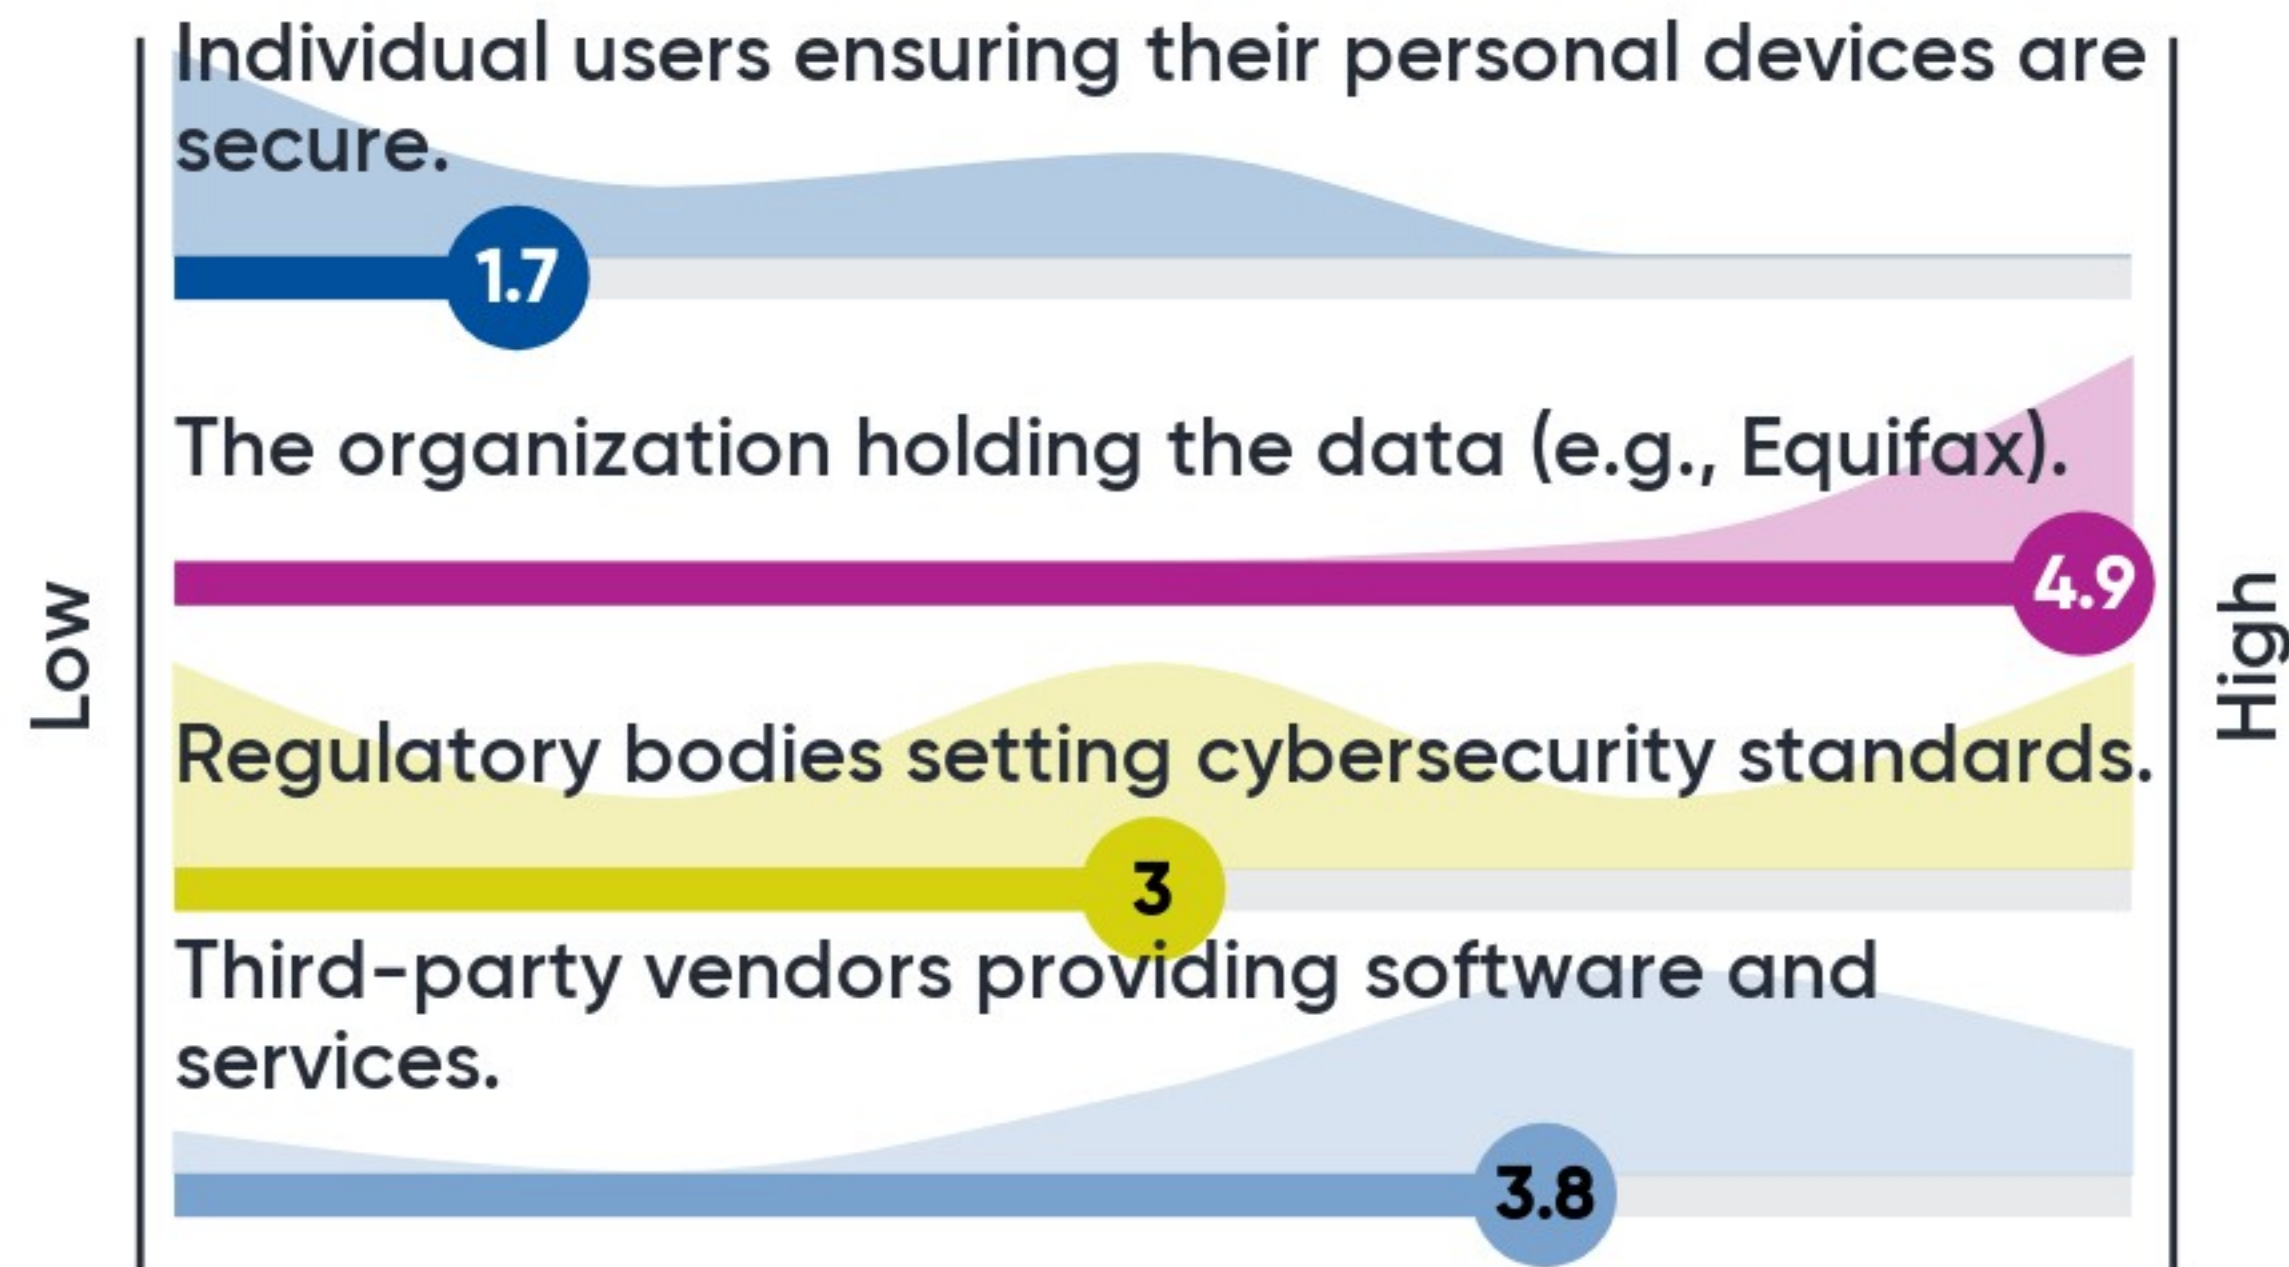 Individual users ensuring their personal devices are
secure.
1.7
The organization holding the data (e.g., Equifax).
4.9
Low
High
Regulatory bodies setting cybersecurity standards.
3
Third-party vendors providing software and
services.
3.8